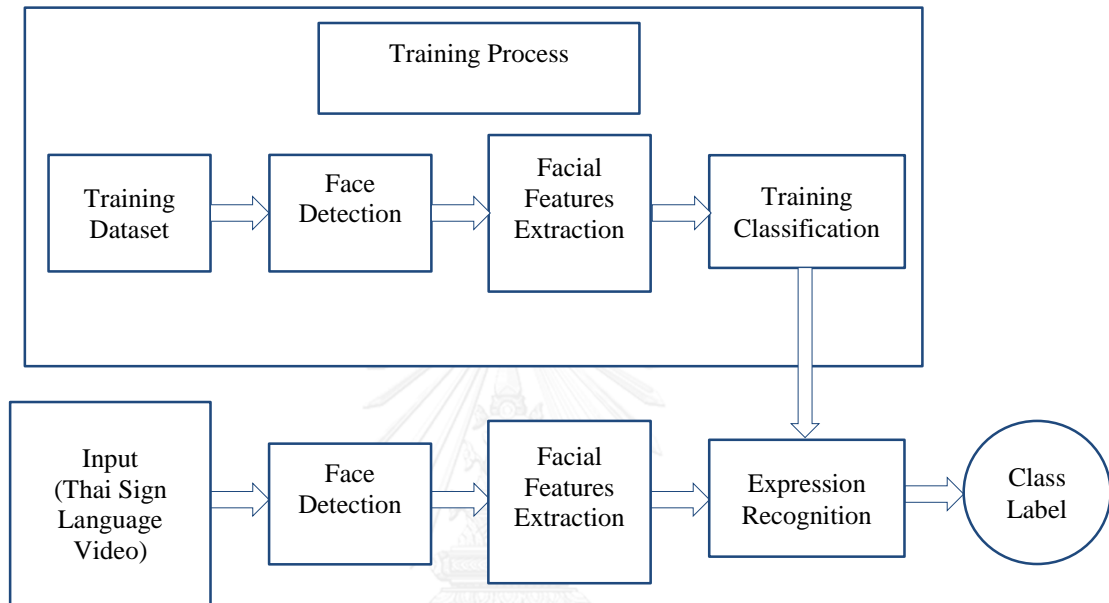 Training Process
Training
Dataset
Face
Detection
Facial
Features
Extraction
Training
Classification
Input
(Thai Sign
Language
Video)
Face
Detection
Facial
Features
Extraction
Expression
Recognition
Class
Label